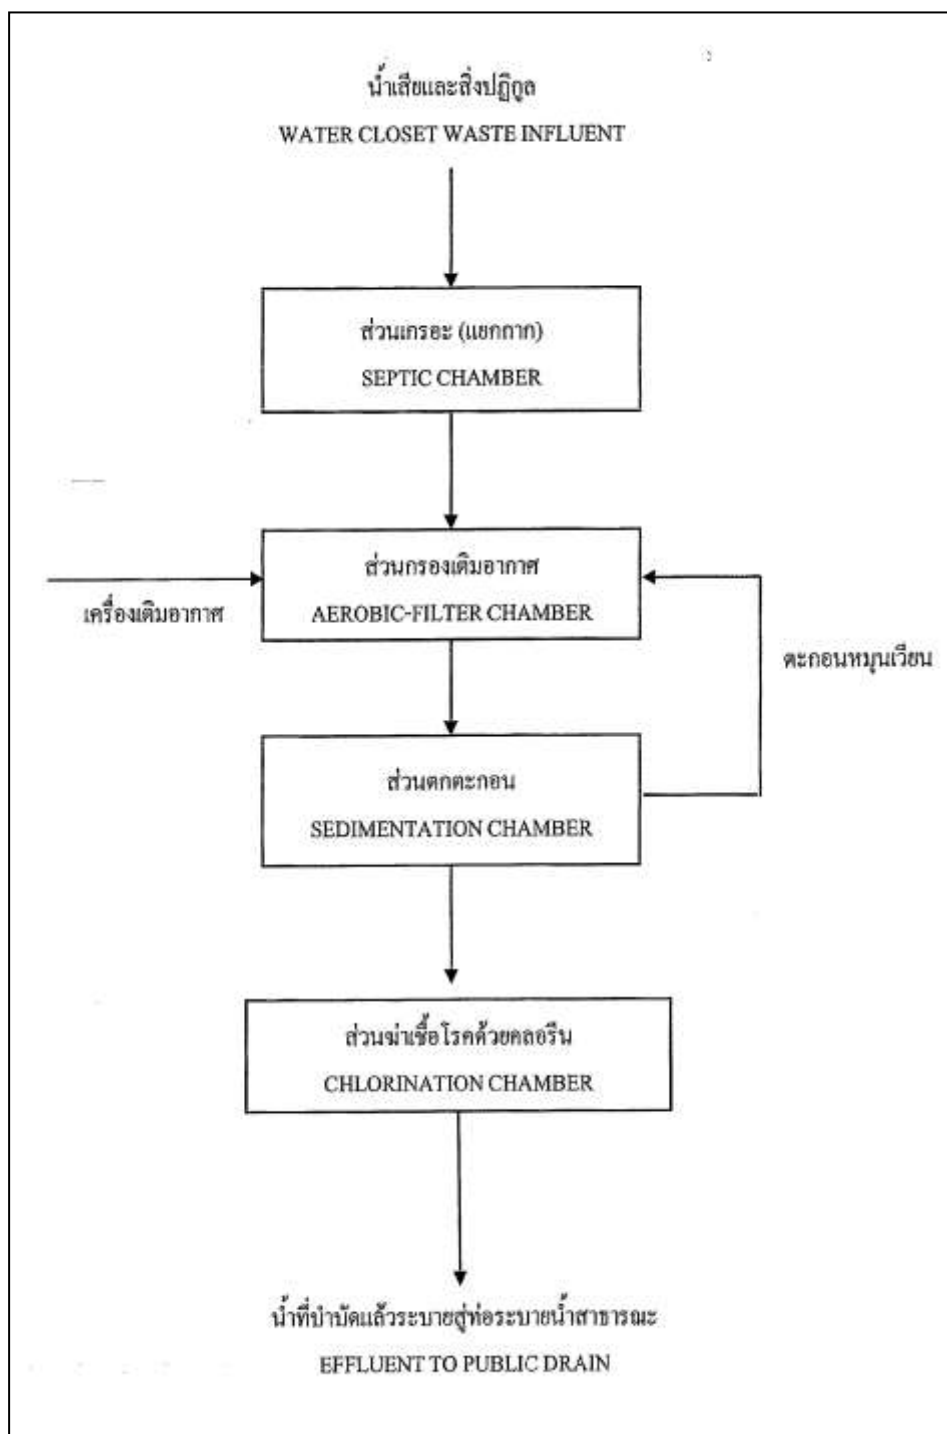 น้ำเสียและสิ่งปฏิกูล
WATER CLOSET WASTE INFLUENT
ส่วนเกรอะ (แยกกาก)
SEPTIC CHAMBER
ส่วนกรองเติมอากาศ
AEROBIC-FILTER CHAMBER
เครื่องเติมอากาศ
ตะกอนหมุนเวียน
ส่วนตกตะกอน
SEDIMENTATION CHAMBER
ส่วนฆ่าเชื้อโรคด้วยคลอรีน
CHLORINATION CHAMBER
น้ำที่บำบัดแล้วระบายสู่ท่อระบายน้ำสาธารณะ
EFFLUENT TO PUBLIC DRAIN